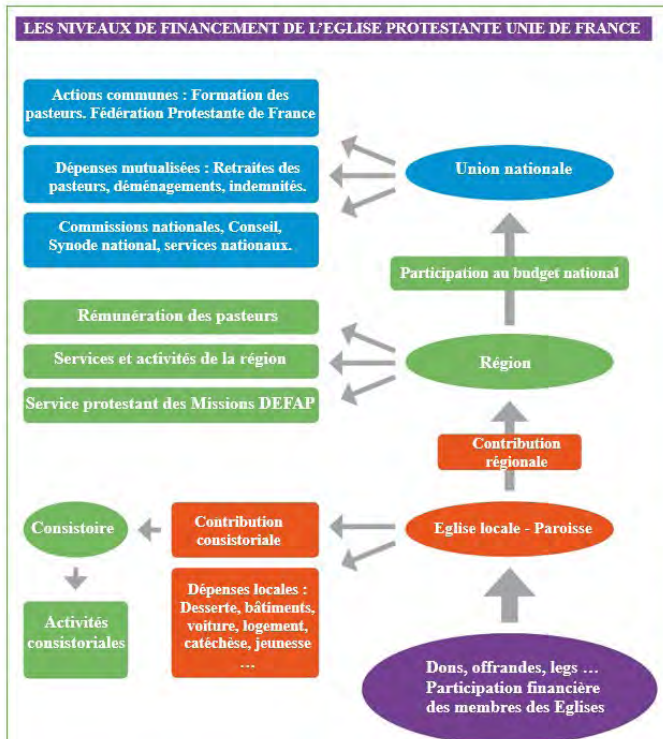 LES NIVEAUX DE FINANCEMENT DE L'EGLISE PROTESTANTE UNIE DE FRANCE
Actions communes : Formation des
pasteurs. Fédération Protestante de France
Dépenses mutualisées : Retraites des
pasteurs, déménagements, indemnités.
Union nationale
Commissions nationales, Conseil,
Synode national, services nationaux.
Participation au budget national
Rémunération des pasteurs
Services et activités de la région
Région
Service protestant des Missions DEFAP
Contribution
régionale
Consistoire
Contribution
consistoriale
Eglise locale - Paroisse
Dépenses locales :
Desserte, bâtiments,
voiture, logement,
catéchèse, jeunesse
...
Activités
consistoriales
Dons, offrandes, legs ...
Participation financière
des membres des Eglises